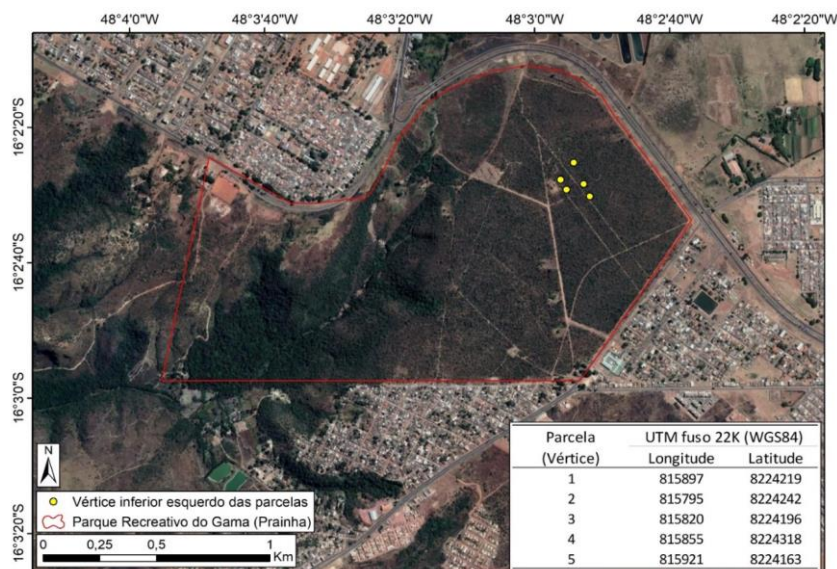 48°4'0"W 48°3'40"W 48°3'20"W 48°3'0"W 48°2'40"W 48°2'20"W
16°2'20"S
16°2'40"S
16°3'0"S
16°3'20"S
N
Vértice inferior esquerdo das parcelas
Parque Recreativo do Gama (Prainha)
0 0,25 0,5 1
Km
Parcela UTM fuso 22K (WGS84)
(Vértice) Longitude Latitude
1 815897 8224219
2 815795 8224242
3 815820 8224196
4 815855 8224318
5 815921 8224163